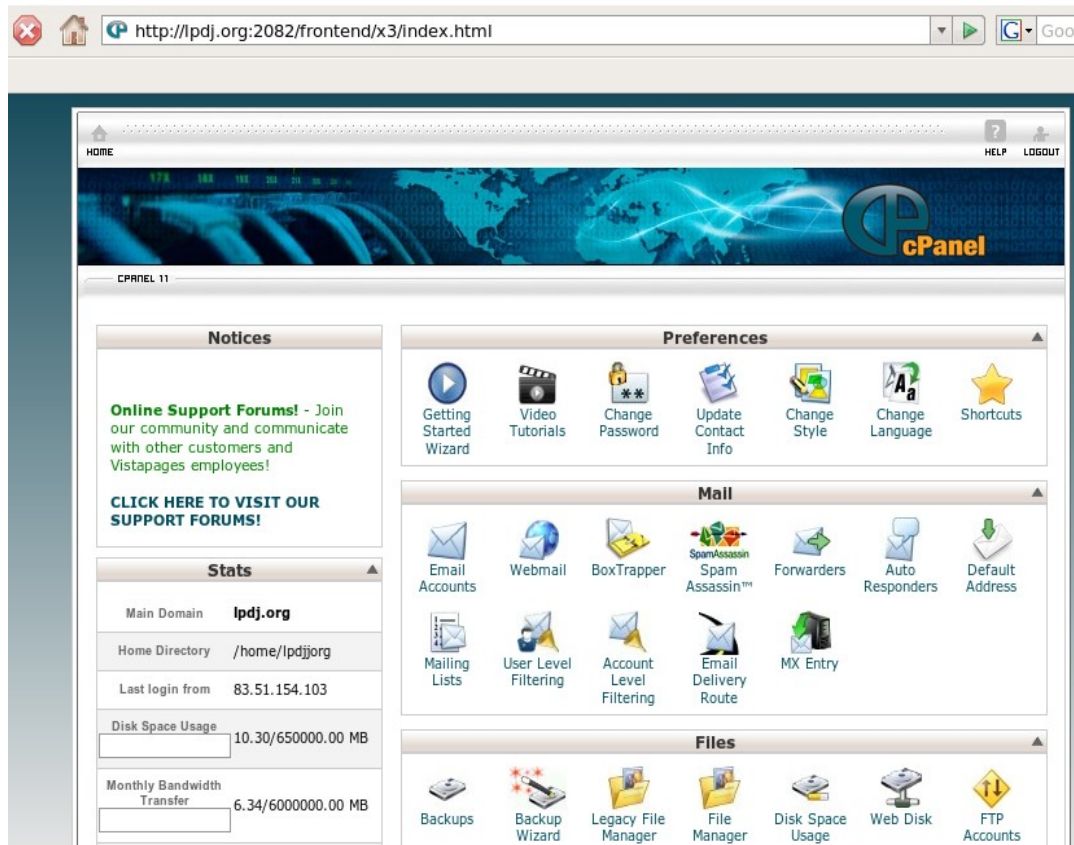 http://lpdj.org:2082/frontend/x3/index.html
G
Goo
HOME
HELP
LOGOUT
17X 18X 19X 20X 21X
cPanel
CPANEL 11
Notices
Online Support Forums! - Join
our community and communicate
with other customers and
Vistapages employees!
CLICK HERE TO VISIT OUR
SUPPORT FORUMS!
Stats
Main Domain lpdj.org
Home Directory /home/lpdjjorg
Last login from 83.51.154.103
Disk Space Usage
10.30/650000.00 MB
Monthly Bandwidth
Transfer
6.34/6000000.00 MB
Preferences
Getting
Started
Wizard
Video
Tutorials
Change
Password
Update
Contact
Info
Change
Style
Change
Language
Shortcuts
Mail
Email
Accounts
Webmail
BoxTrapper
SpamAssassin
Spam
Assassin™
Forwarders
Auto
Responders
Default
Address
Mailing
Lists
User Level
Filtering
Account
Level
Filtering
Email
Delivery
Route
MX Entry
Files
Backups
Backup
Wizard
Legacy File
Manager
File
Manager
Disk Space
Usage
Web Disk
FTP
Accounts